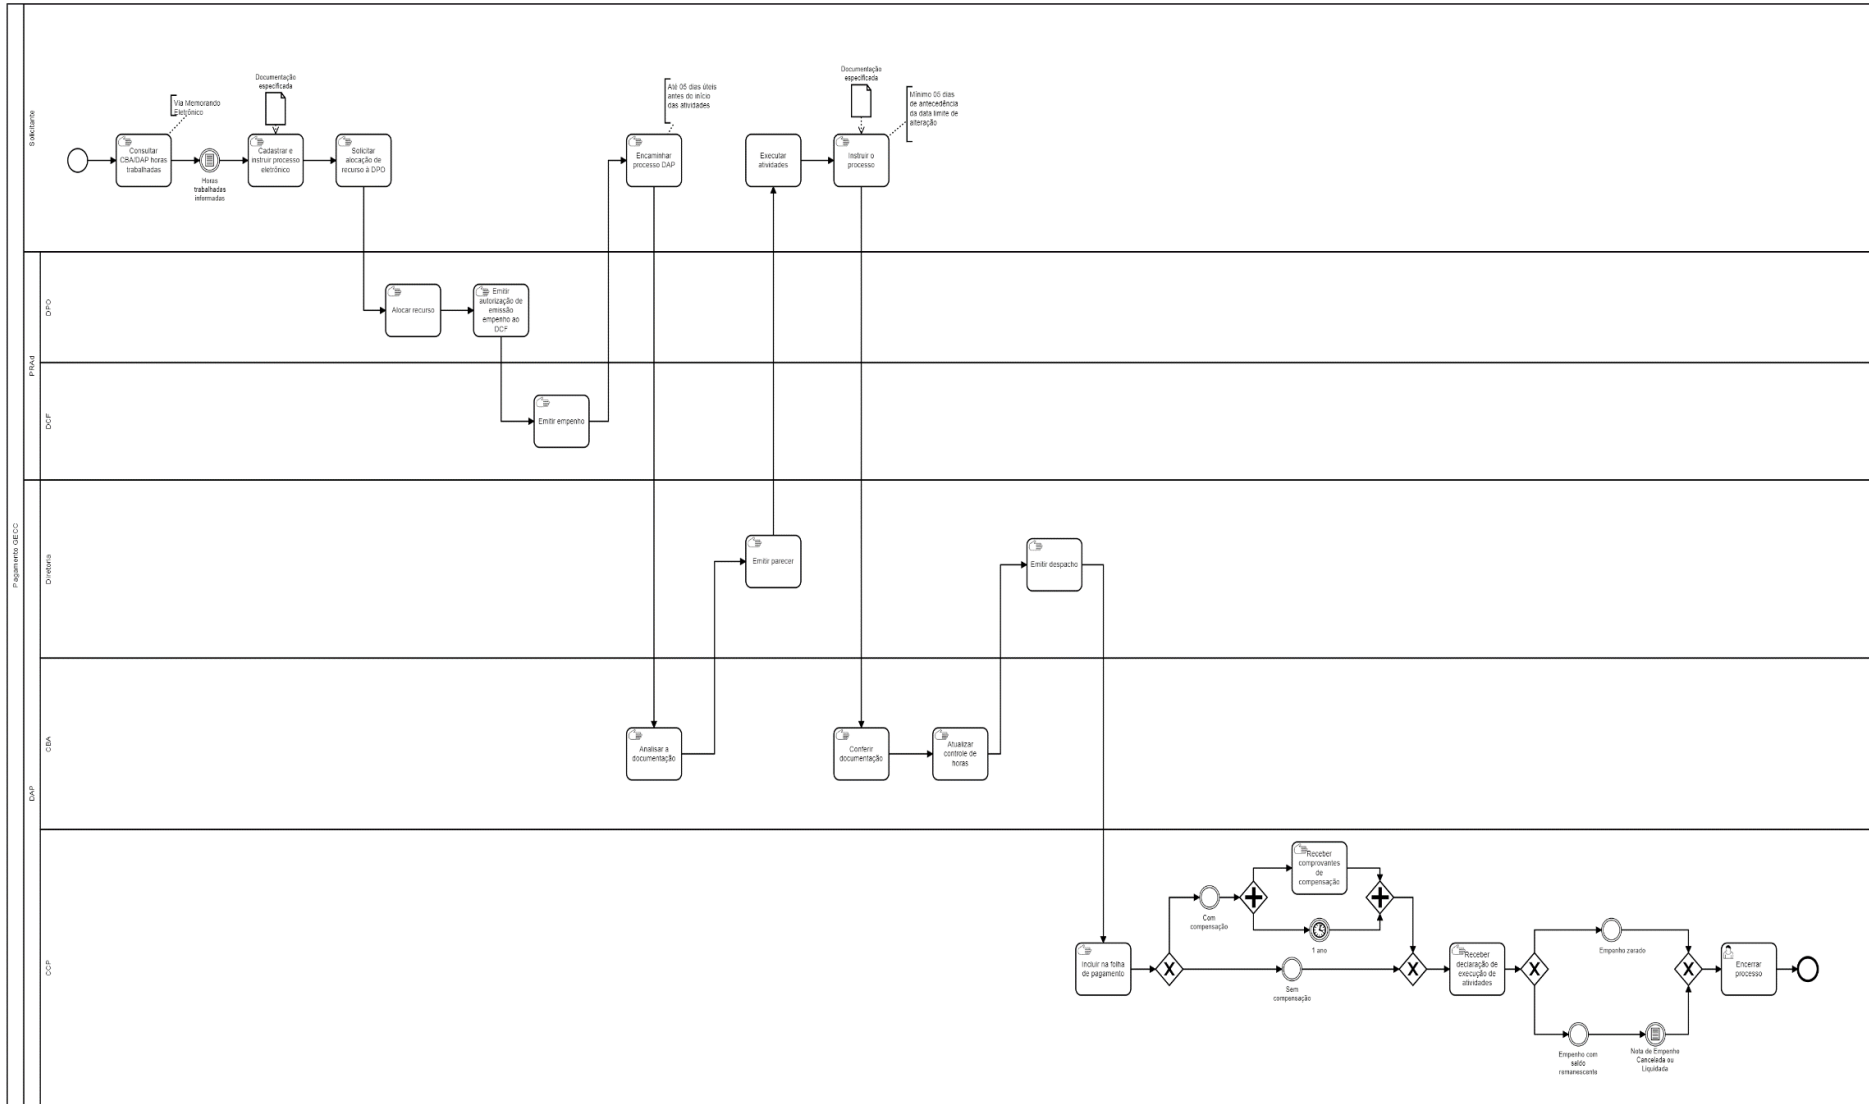 Pagamento GECC
Solicitante
Via Memorando
Eletrônico
Consultar
CBA/DAP horas
trabalhadas
Horas
trabalhadas
informadas
Documentação
especificada
Cadastrar e
instruir processo
eletrônico
Solicitar
alocação de
recurso à DPO
Até 05 dias úteis
antes do início
das atividades
Encaminhar
processo DAP
Executar
atividades
Documentação
especificada
Instruir o
processo
Mínimo 05 dias
de antecedência
da data limite de
alteração
PRAd
DPO
Alocar recurso
Emitir
autorização de
emissão
empenho ao
DCF
DCF
Emitir empenho
DAP
Diretoria
Emitir parecer
Emitir despacho
CBA
Analisar a
documentação
Conferir
documentação
Atualizar
controle de
horas
CCP
Incluir na folha
de pagamento
Com
compensação
Receber
comprovantes
de
compensação
1 ano
Sem
compensação
Receber
declaração de
execução de
atividades
Empenho zerado
Empenho com
saldo
remanescente
Nota de Empenho
Cancelada ou
Liquidada
Encerrar
processo